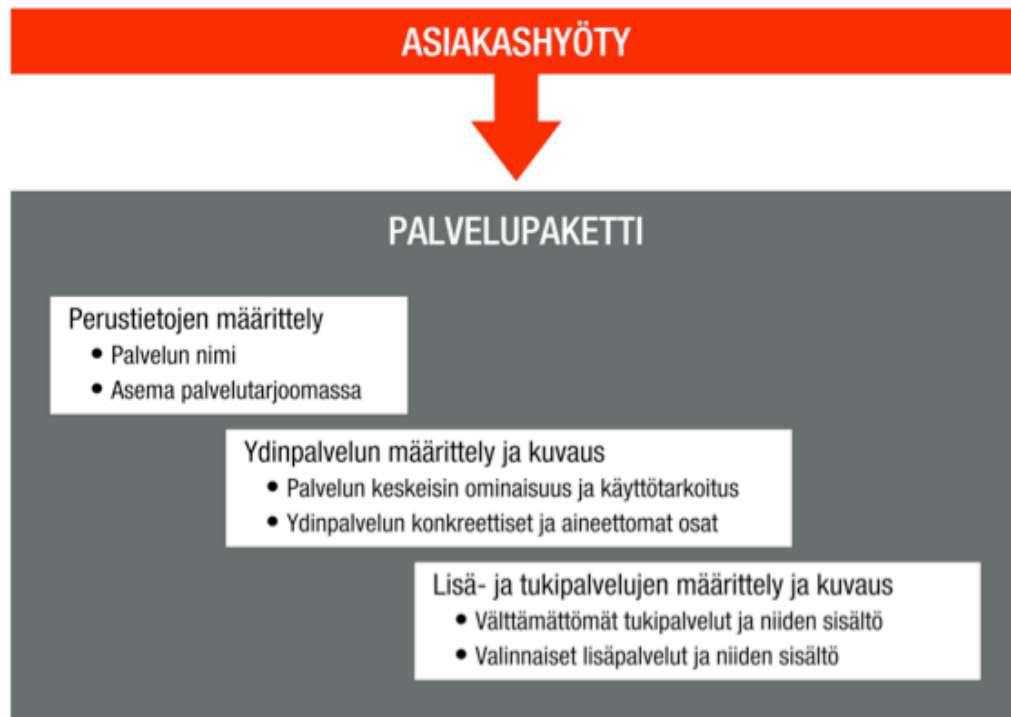 ASIAKASHYÖTY
PALVELUPAKETTI
Perustietojen määrittely
• Palvelun nimi
• Asema palvelutarjoomassa
Ydinpalvelun määrittely ja kuvaus
• Palvelun keskeisin ominaisuus ja käyttötarkoitus
• Ydinpalvelun konkreettiset ja aineettomat osat
Lisä- ja tukipalvelujen määrittely ja kuvaus
• Välttämättömät tukipalvelut ja niiden sisältö
• Valinnaiset lisäpalvelut ja niiden sisältö